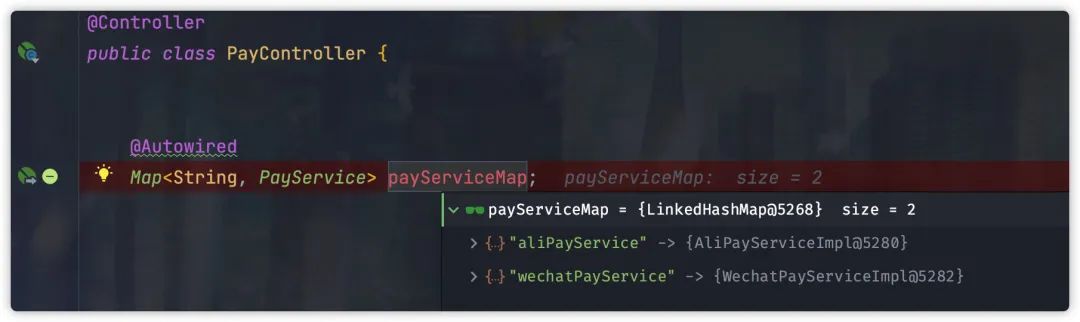 @Controller
public class PayController {
@Autowired
Map<String, PayService> payServiceMap;   payServiceMap:  size = 2
payServiceMap = {LinkedHashMap@5268}  size = 2
{...}"aliPayService" -> {AliPayServiceImpl@5280}
{...}"wechatPayService" -> {WechatPayServiceImpl@5282}